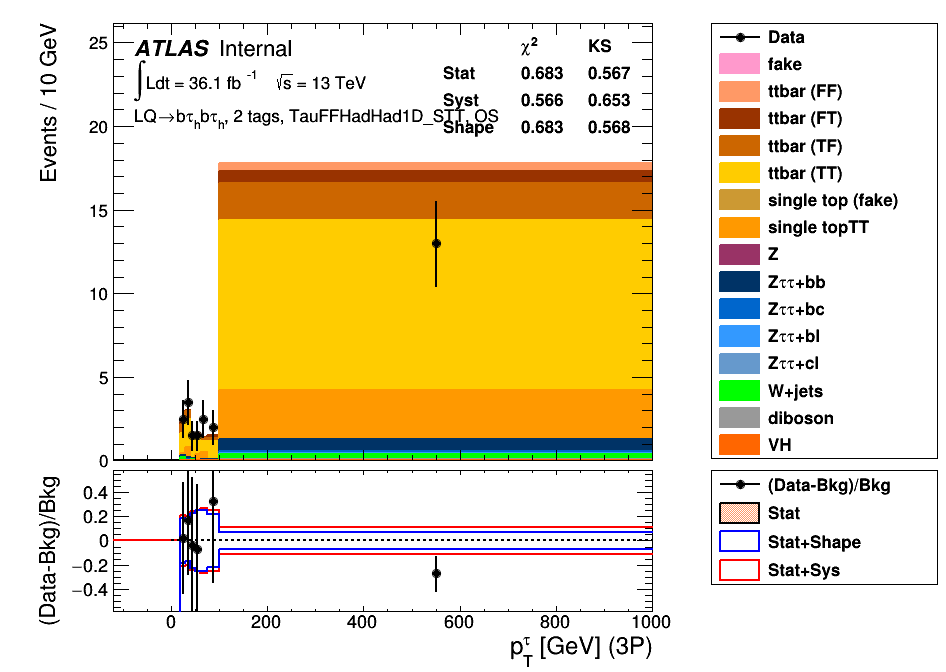 Events / 10 GeV
25
20
15
10
5
0
ATLAS Internal
∫Ldt = 36.1 fb⁻¹ √s = 13 TeV
LQ→bτₕbτₕ, 2 tags, TauFFHadHad1D_STT, OS
χ² KS
Stat 0.683 0.567
Syst 0.566 0.653
Shape 0.683 0.568
Data
fake
ttbar (FF)
ttbar (FT)
ttbar (TF)
ttbar (TT)
single top (fake)
single topTT
Z
Zττ+bb
Zττ+bc
Zττ+bl
Zττ+cl
W+jets
diboson
VH
(Data-Bkg)/Bkg
0.4
0.2
0
−0.2
−0.4
0 200 400 600 800 1000
p_T^τ [GeV] (3P)
(Data-Bkg)/Bkg
Stat
Stat+Shape
Stat+Sys